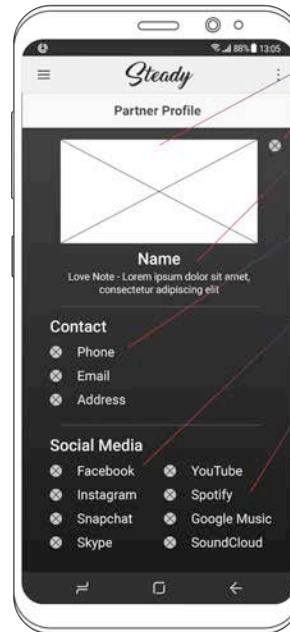 88% 13:05
Steady
Partner Profile
Name
Love Note - Lorem ipsum dolor sit amet,
consectetur adipiscing elit
Contact
Phone
Email
Address
Social Media
Facebook
YouTube
Instagram
Spotify
Snapchat
Google Music
Skype
SoundCloud